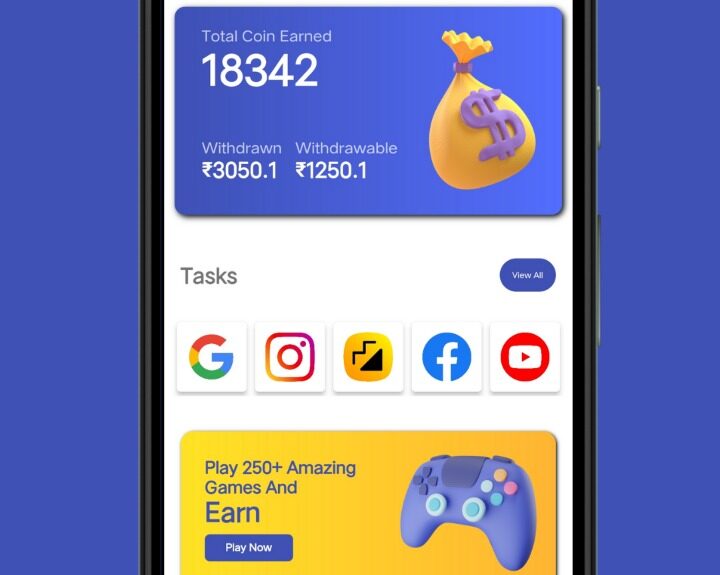 Total Coin Earned
18342
Withdrawn Withdrawable
₹3050.1 ₹1250.1
Tasks
View All
Play 250+ Amazing
Games And
Earn
Play Now